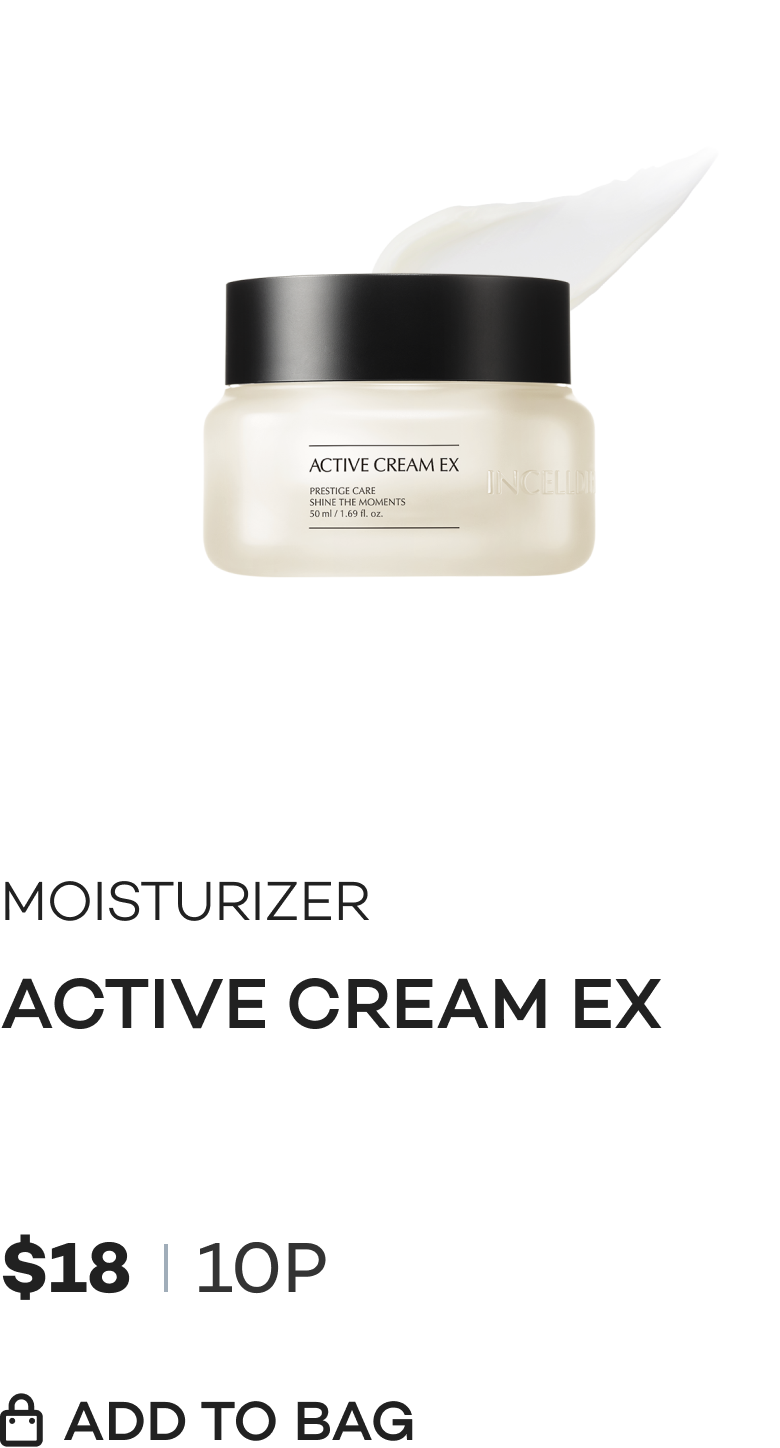 ACTIVE CREAM EX
PRESTIGE CARE
SHINE THE MOMENTS
50 ml / 1.69 fl. oz.
MOISTURIZER
ACTIVE CREAM EX
$18 | 10P
ADD TO BAG